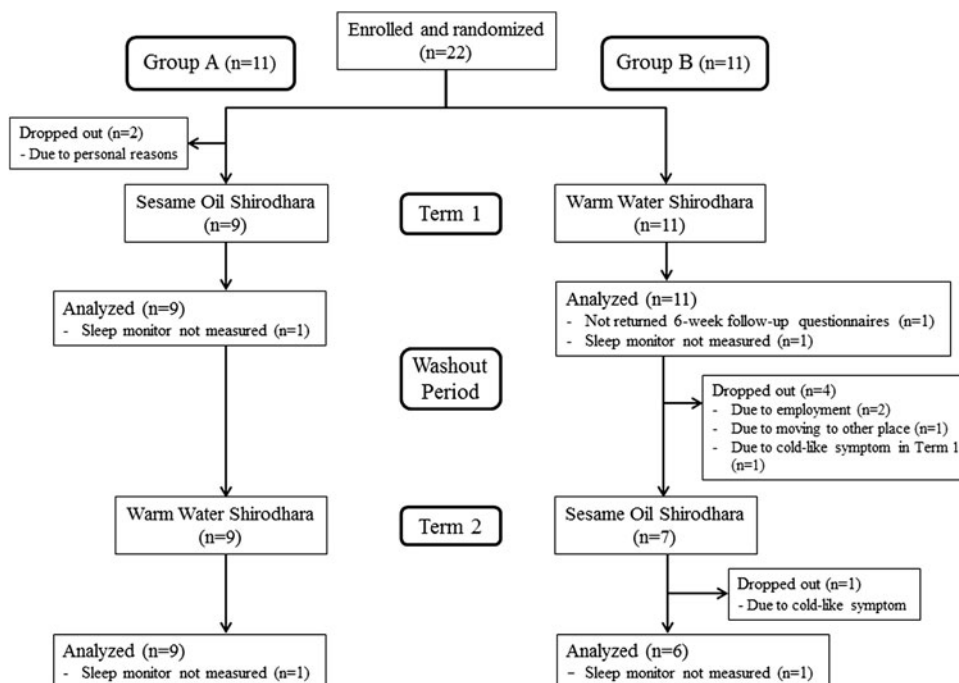 Enrolled and randomized
(n=22)
Group A (n=11)
Group B (n=11)
Dropped out (n=2)
- Due to personal reasons
Sesame Oil Shirodhara
(n=9)
Term 1
Warm Water Shirodhara
(n=11)
Analyzed (n=9)
- Sleep monitor not measured (n=1)
Analyzed (n=11)
- Not returned 6-week follow-up questionnaires (n=1)
- Sleep monitor not measured (n=1)
Washout
Period
Dropped out (n=4)
- Due to employment (n=2)
- Due to moving to other place (n=1)
- Due to cold-like symptom in Term 1
(n=1)
Warm Water Shirodhara
(n=9)
Term 2
Sesame Oil Shirodhara
(n=7)
Dropped out (n=1)
- Due to cold-like symptom
Analyzed (n=9)
- Sleep monitor not measured (n=1)
Analyzed (n=6)
- Sleep monitor not measured (n=1)